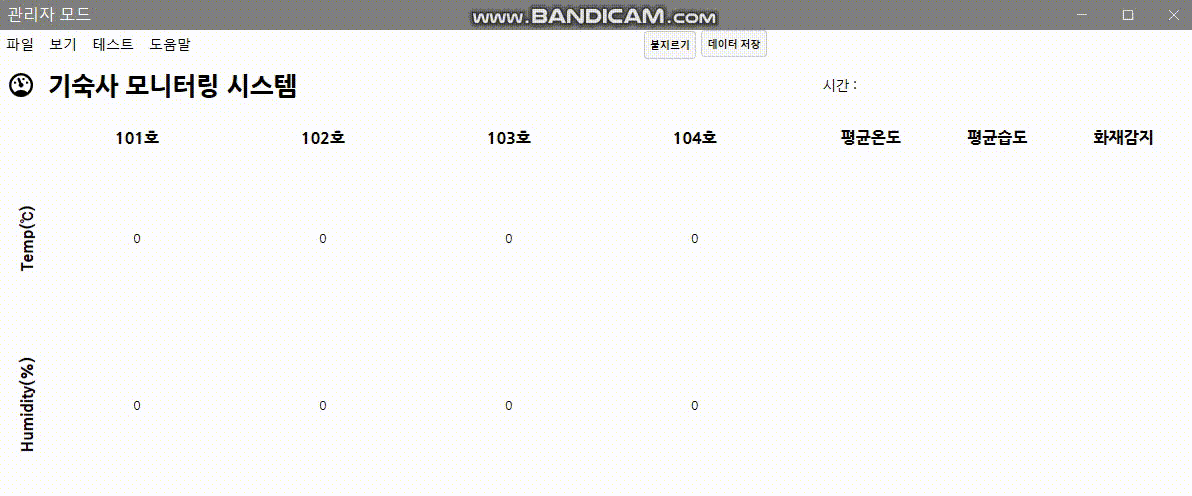 관리자 모드
www.BANDICAM.com
파일 보기 테스트 도움말
불지르기 데이터 저장
기숙사 모니터링 시스템
시간 :
101호 102호 103호 104호 평균온도 평균습도 화재감지
Temp(℃)
0 0 0 0
Humidity(%)
0 0 0 0